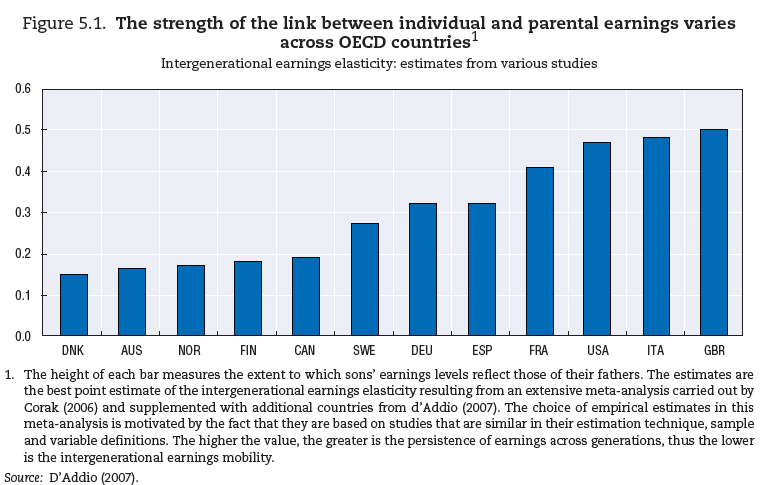 Figure 5.1. The strength of the link between individual and parental earnings varies
across OECD countries1
Intergenerational earnings elasticity: estimates from various studies
0.6
0.5
0.4
0.3
0.2
0.1
0.0
DNK AUS NOR FIN CAN SWE DEU ESP FRA USA ITA GBR
1. The height of each bar measures the extent to which sons' earnings levels reflect those of their fathers. The estimates are
the best point estimate of the intergenerational earnings elasticity resulting from an extensive meta-analysis carried out by
Corak (2006) and supplemented with additional countries from d'Addio (2007). The choice of empirical estimates in this
meta-analysis is motivated by the fact that they are based on studies that are similar in their estimation technique, sample
and variable definitions. The higher the value, the greater is the persistence of earnings across generations, thus the lower
is the intergenerational earnings mobility.
Source: D'Addio (2007).